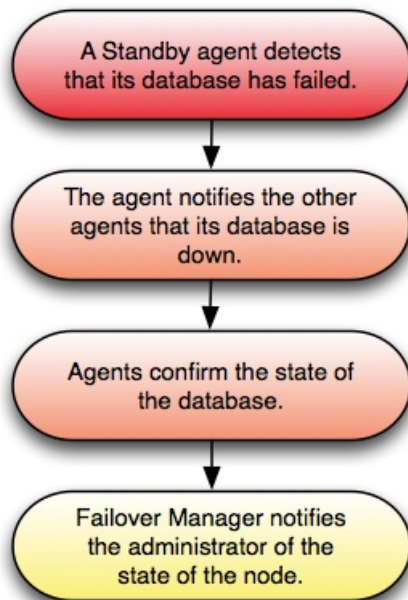 A Standby agent detects
that its database has failed.
The agent notifies the other
agents that its database is
down.
Agents confirm the state of
the database.
Failover Manager notifies
the administrator of the
state of the node.